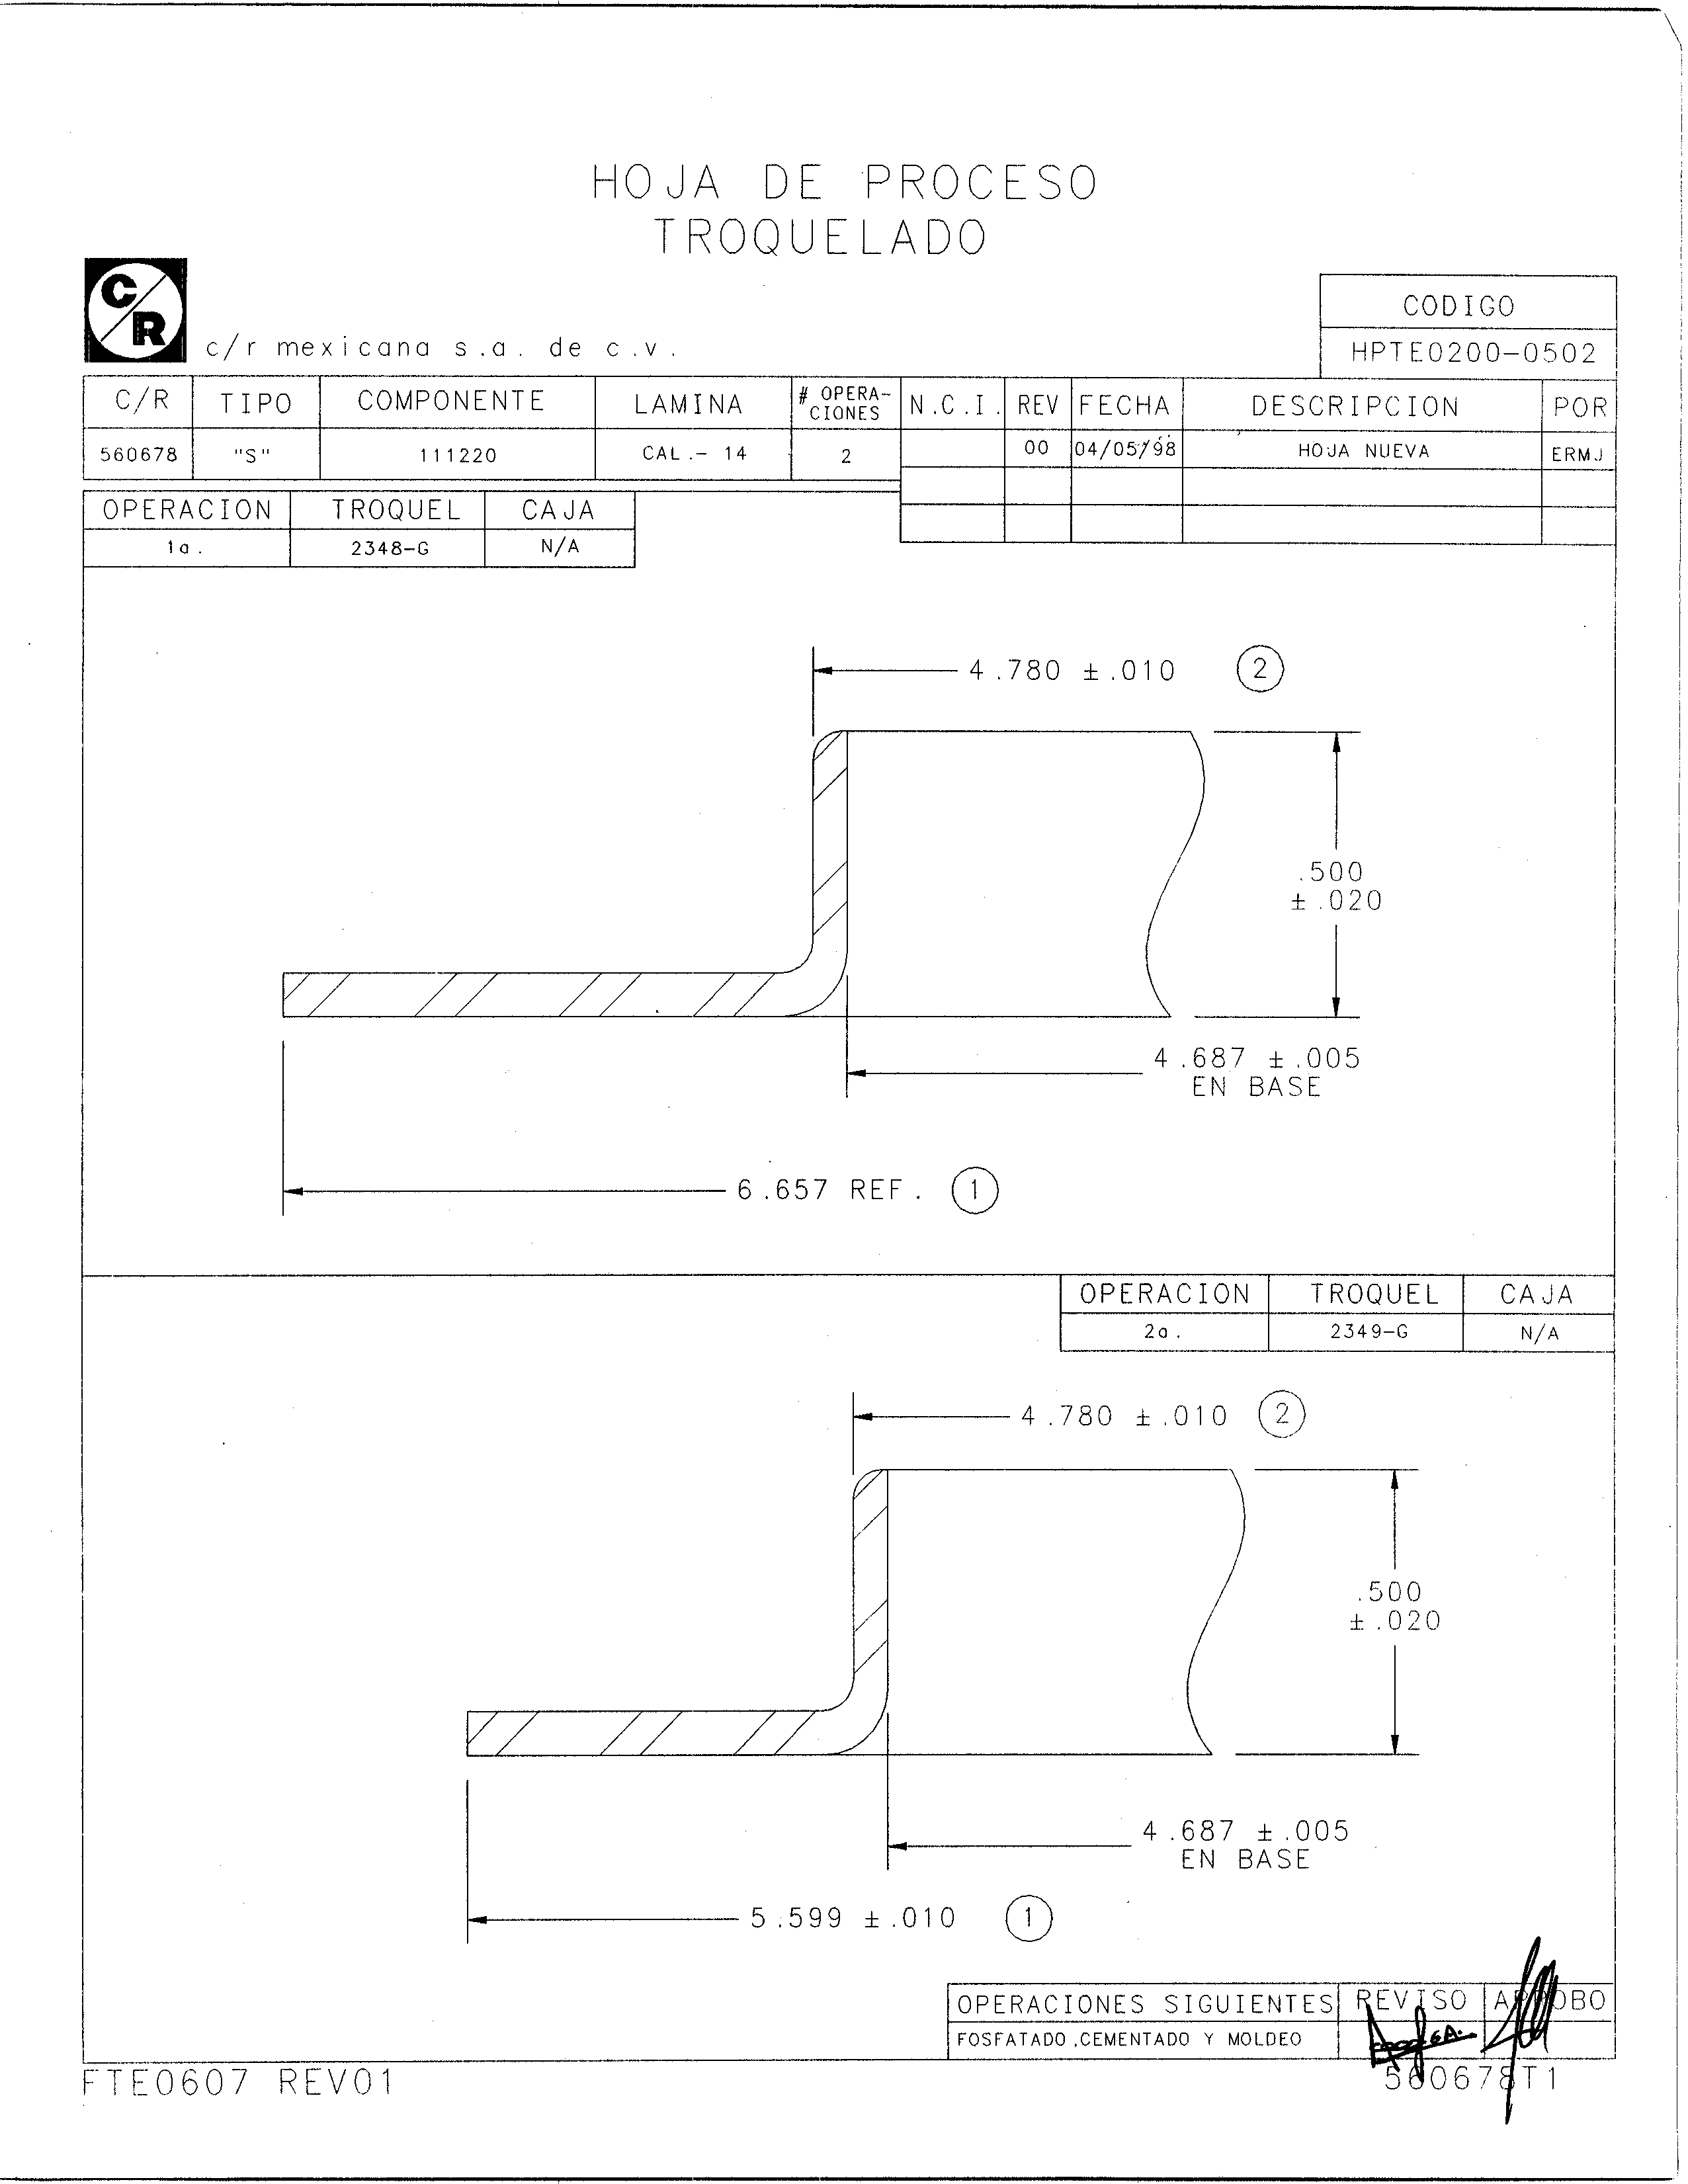 HOJA DE PROCESO
TROQUELADO
C/R
c/r mexicana s.a. de c.v.
CODIGO
HPTE0200-0502
C/R TIPO COMPONENTE LAMINA # OPERA-CIONES N.C.I. REV FECHA DESCRIPCION POR
560678 "S" 111220 CAL.- 14 2 00 04/05/98 HOJA NUEVA ERMJ
OPERACION TROQUEL CAJA
1a. 2348-G N/A
4.780 ±.010 2
.500
±.020
4.687 ±.005
EN BASE
6.657 REF. 1
OPERACION TROQUEL CAJA
2a. 2349-G N/A
4.780 ±.010 2
.500
±.020
4.687 ±.005
EN BASE
5.599 ±.010 1
OPERACIONES SIGUIENTES REVISO APROBO
FOSFATADO,CEMENTADO Y MOLDEO
FTE0607 REV01 560678T1